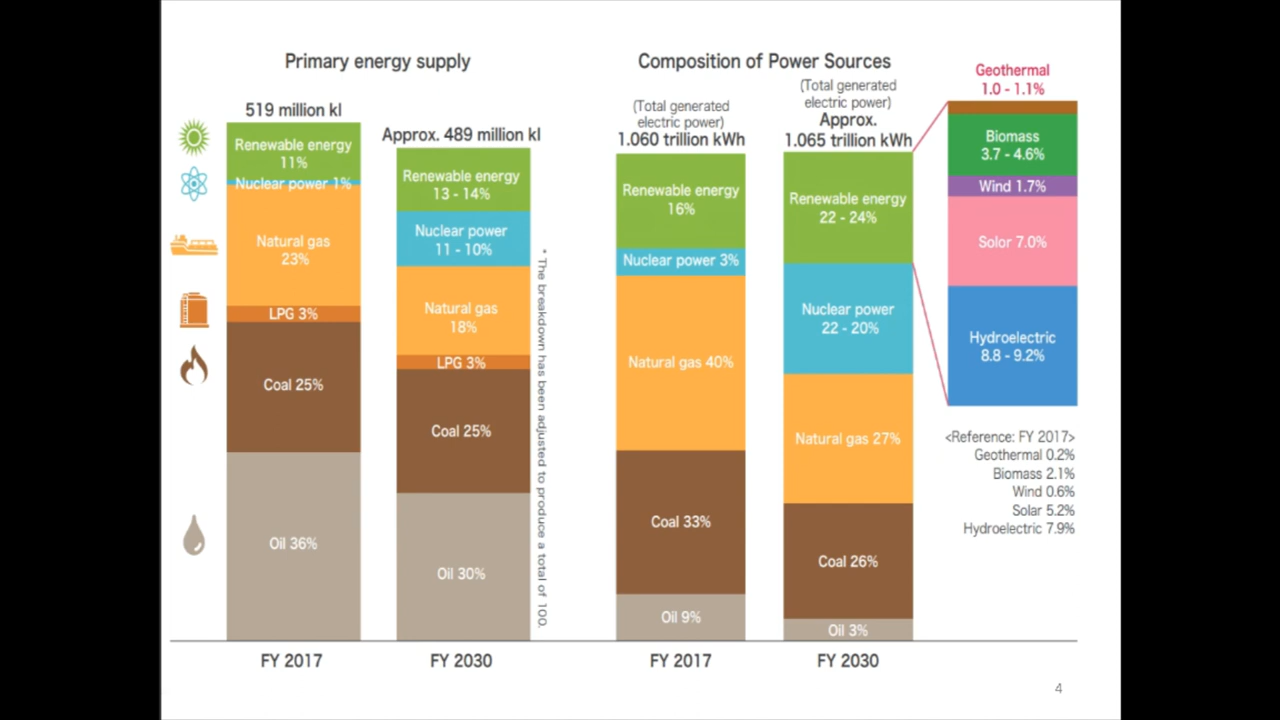 Primary energy supply
519 million kl
Renewable energy
11%
Nuclear power 1%
Natural gas
23%
LPG 3%
Coal 25%
Oil 36%
FY 2017
Approx. 489 million kl
Renewable energy
13 - 14%
Nuclear power
11 - 10%
Natural gas
18%
LPG 3%
Coal 25%
Oil 30%
FY 2030
* The breakdown has been adjusted to produce a total of 100.
Composition of Power Sources
(Total generated
electric power)
1.060 trillion kWh
Renewable energy
16%
Nuclear power 3%
Natural gas 40%
Coal 33%
Oil 9%
FY 2017
(Total generated
electric power)
Approx.
1.065 trillion kWh
Renewable energy
22 - 24%
Nuclear power
22 - 20%
Natural gas 27%
Coal 26%
Oil 3%
FY 2030
Geothermal
1.0 - 1.1%
Biomass
3.7 - 4.6%
Wind 1.7%
Solor 7.0%
Hydroelectric
8.8 - 9.2%
<Reference: FY 2017>
Geothermal 0.2%
Biomass 2.1%
Wind 0.6%
Solar 5.2%
Hydroelectric 7.9%
4